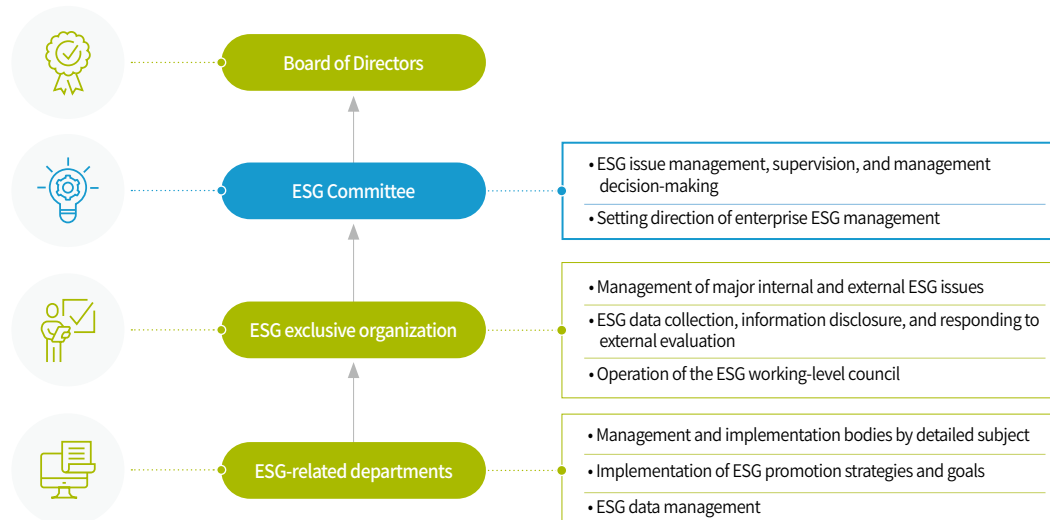 Board of Directors
ESG Committee
• ESG issue management, supervision, and management
decision-making
• Setting direction of enterprise ESG management
ESG exclusive organization
• Management of major internal and external ESG issues
• ESG data collection, information disclosure, and responding to
external evaluation
• Operation of the ESG working-level council
ESG-related departments
• Management and implementation bodies by detailed subject
• Implementation of ESG promotion strategies and goals
• ESG data management